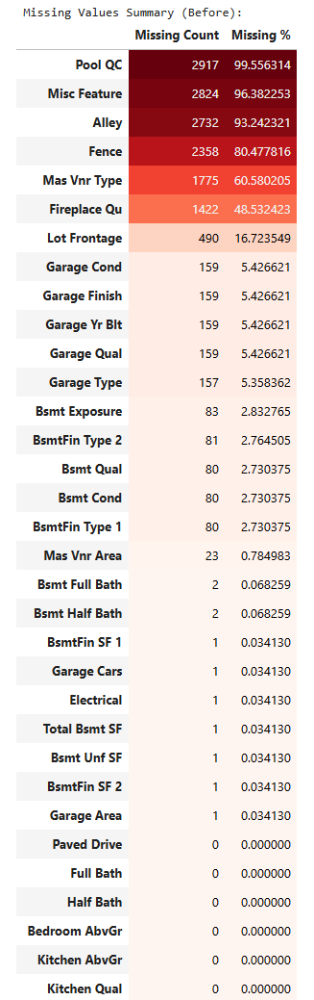 Missing Values Summary (Before):
Missing Count Missing %
Pool QC 2917 99.556314
Misc Feature 2824 96.382253
Alley 2732 93.242321
Fence 2358 80.477816
Mas Vnr Type 1775 60.580205
Fireplace Qu 1422 48.532423
Lot Frontage 490 16.723549
Garage Cond 159 5.426621
Garage Finish 159 5.426621
Garage Yr Blt 159 5.426621
Garage Qual 159 5.426621
Garage Type 157 5.358362
Bsmt Exposure 83 2.832765
BsmtFin Type 2 81 2.764505
Bsmt Qual 80 2.730375
Bsmt Cond 80 2.730375
BsmtFin Type 1 80 2.730375
Mas Vnr Area 23 0.784983
Bsmt Full Bath 2 0.068259
Bsmt Half Bath 2 0.068259
BsmtFin SF 1 1 0.034130
Garage Cars 1 0.034130
Electrical 1 0.034130
Total Bsmt SF 1 0.034130
Bsmt Unf SF 1 0.034130
BsmtFin SF 2 1 0.034130
Garage Area 1 0.034130
Paved Drive 0 0.000000
Full Bath 0 0.000000
Half Bath 0 0.000000
Bedroom AbvGr 0 0.000000
Kitchen AbvGr 0 0.000000
Kitchen Qual 0 0.000000